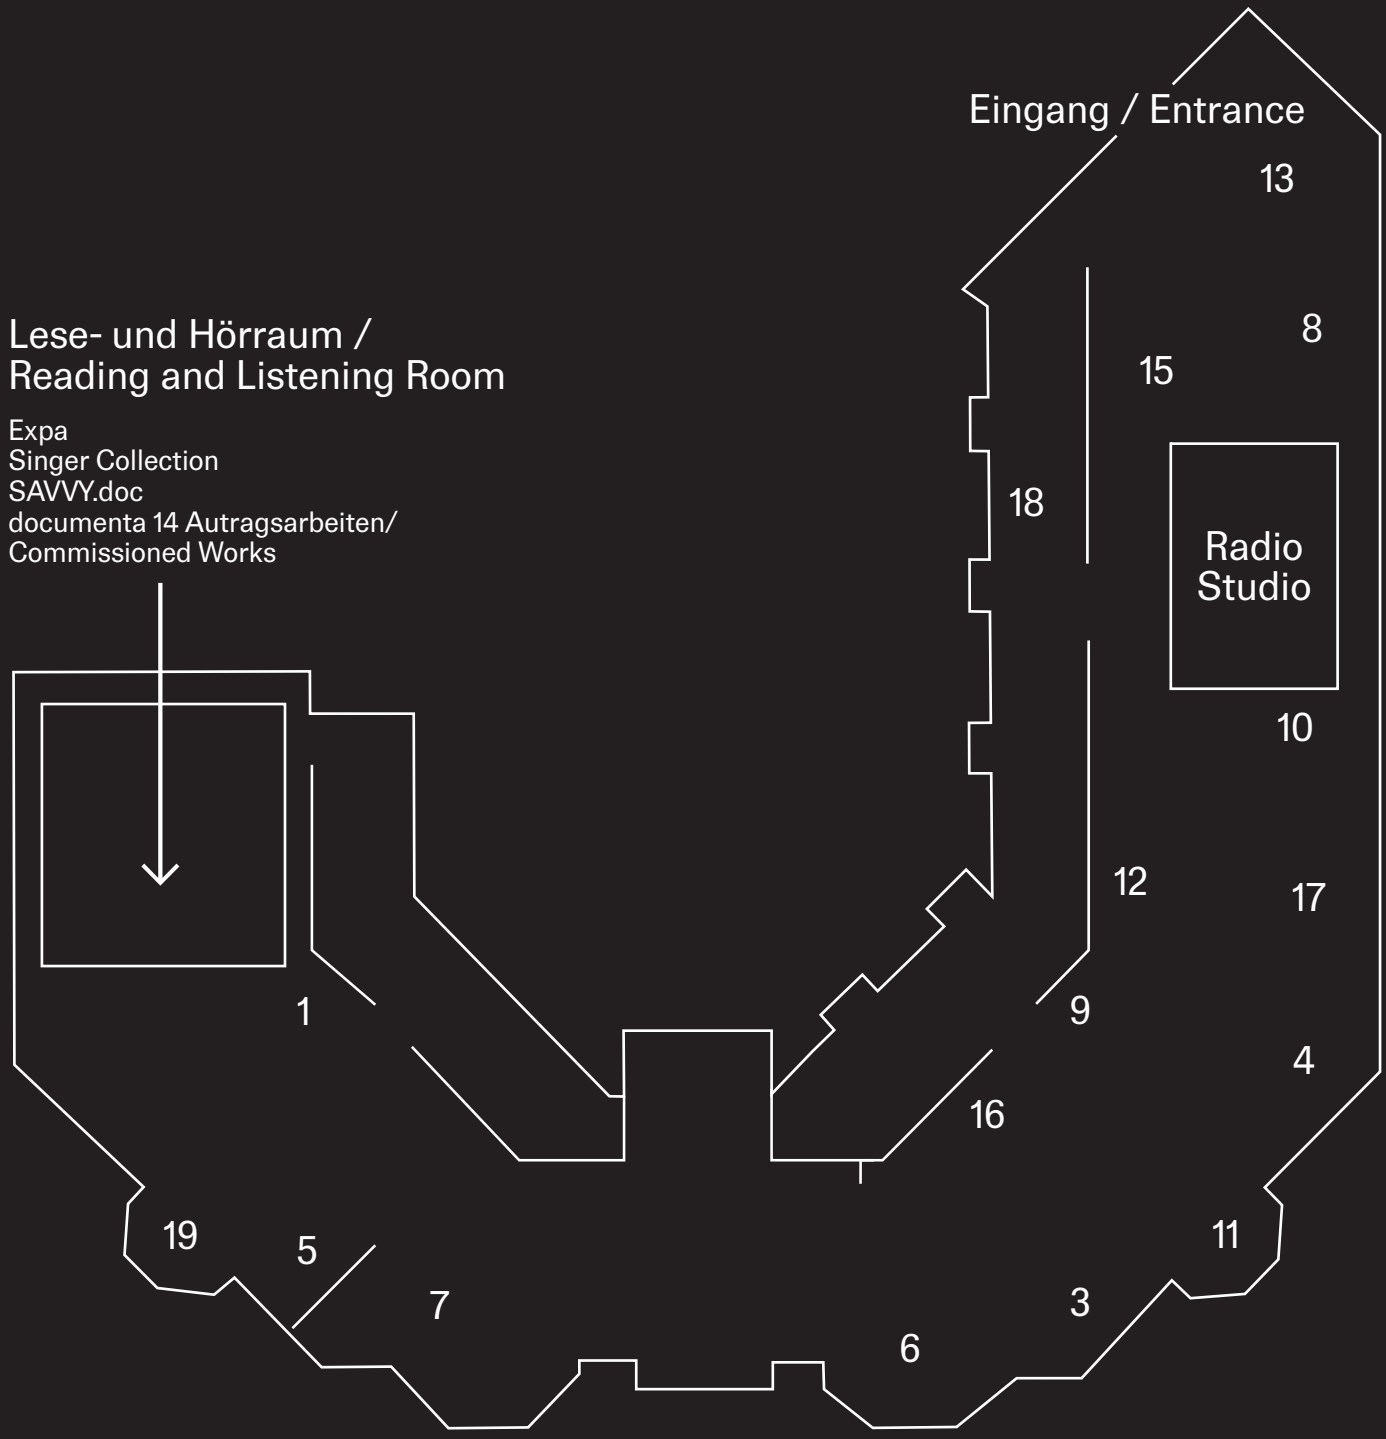 Eingang / Entrance
13
Lese- und Hörraum /
Reading and Listening Room
Expa
Singer Collection
SAVVY.doc
documenta 14 Autragsarbeiten/
Commissioned Works
8
15
18
Radio
Studio
10
12
17
1
9
4
16
19
5
11
7
3
6